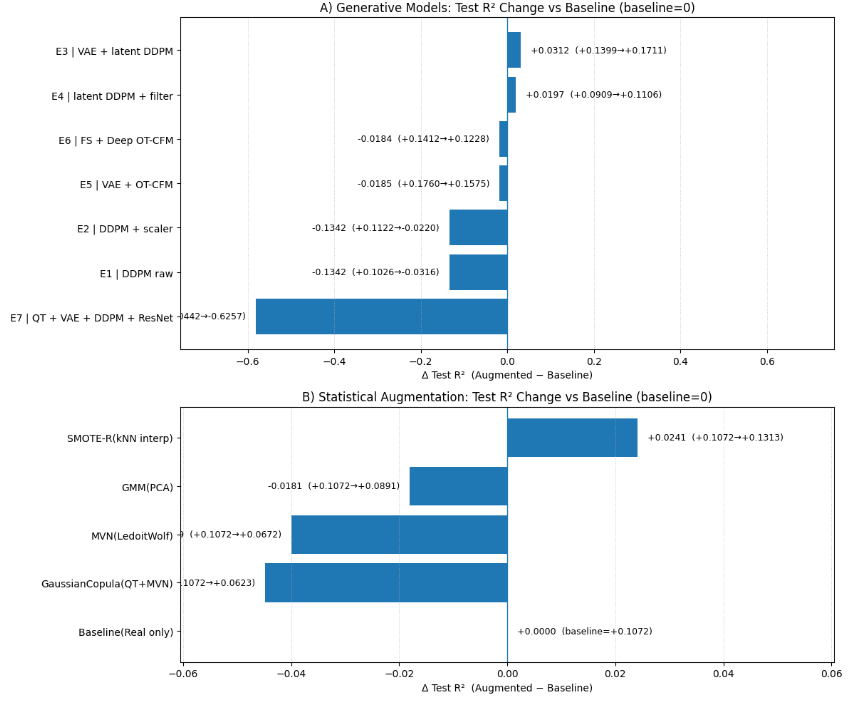 A) Generative Models: Test R² Change vs Baseline (baseline=0)
E3 | VAE + latent DDPM
+0.0312 (+0.1399→+0.1711)
E4 | latent DDPM + filter
+0.0197 (+0.0909→+0.1106)
E6 | FS + Deep OT-CFM
-0.0184 (+0.1412→+0.1228)
E5 | VAE + OT-CFM
-0.0185 (+0.1760→+0.1575)
E2 | DDPM + scaler
-0.1342 (+0.1122→-0.0220)
E1 | DDPM raw
-0.1342 (+0.1026→-0.0316)
E7 | QT + VAE + DDPM + ResNet
0442→-0.6257)
−0.6 −0.4 −0.2 0.0 0.2 0.4 0.6
Δ Test R² (Augmented − Baseline)
B) Statistical Augmentation: Test R² Change vs Baseline (baseline=0)
SMOTE-R(kNN interp)
+0.0241 (+0.1072→+0.1313)
GMM(PCA)
-0.0181 (+0.1072→+0.0891)
MVN(LedoitWolf)
9 (+0.1072→+0.0672)
GaussianCopula(QT+MVN)
.1072→+0.0623)
Baseline(Real only)
+0.0000 (baseline=+0.1072)
−0.06 −0.04 −0.02 0.00 0.02 0.04 0.06
Δ Test R² (Augmented − Baseline)